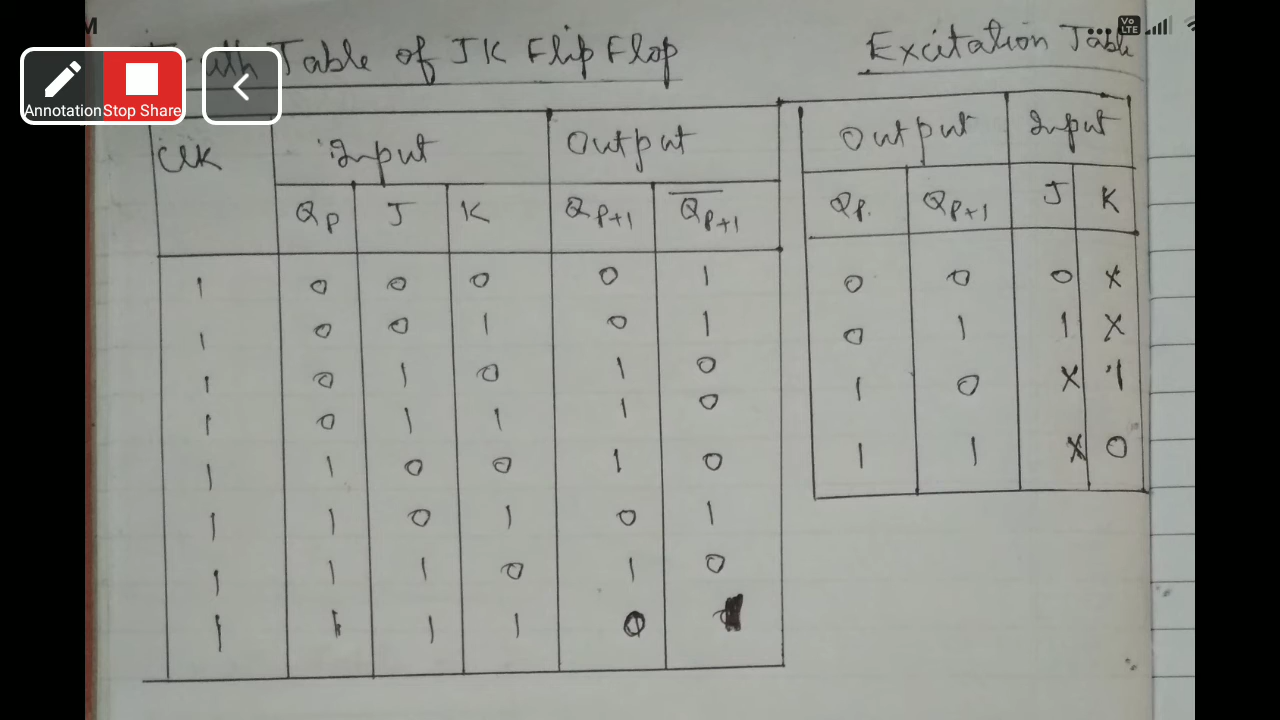 Truth Table of JK Flip Flop
Excitation Table
Vo LTE
Annotation
Stop Share
Clk Input Output
Qp J K Qp+1 Qp+1
1 0 0 0 0 1
1 0 0 1 0 1
1 0 1 0 1 0
1 0 1 1 1 0
1 1 0 0 1 0
1 1 0 1 0 1
1 1 1 0 1 0
1 1 1 1 0
Output Input
Qp. Qp+1 J K
0 0 0 x
0 1 1 x
1 0 x 1
1 1 x 0